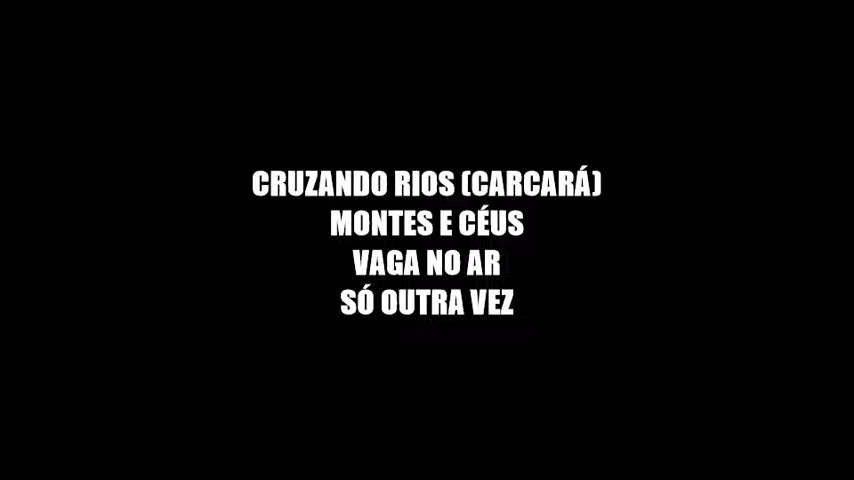 CRUZANDO RIOS (CARCARÁ)
MONTES E CÉUS
VAGA NO AR
SÓ OUTRA VEZ